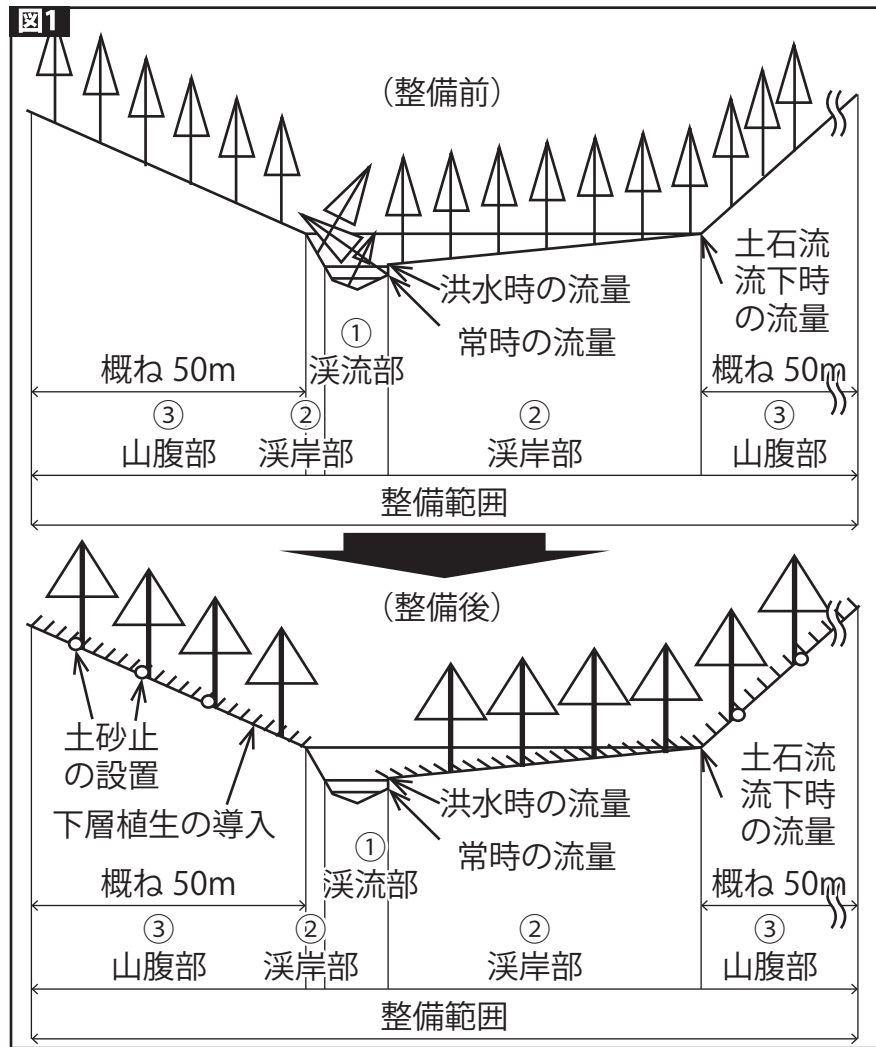 図1
（整備前）
土石流
流下時
の流量
洪水時の流量
常時の流量
①
渓流部
概ね 50m
概ね 50m
③
②
②
③
山腹部
渓岸部
渓岸部
山腹部
整備範囲
（整備後）
土砂止
の設置
下層植生の導入
土石流
流下時
の流量
洪水時の流量
常時の流量
①
渓流部
概ね 50m
概ね 50m
③
②
②
③
山腹部
渓岸部
渓岸部
山腹部
整備範囲